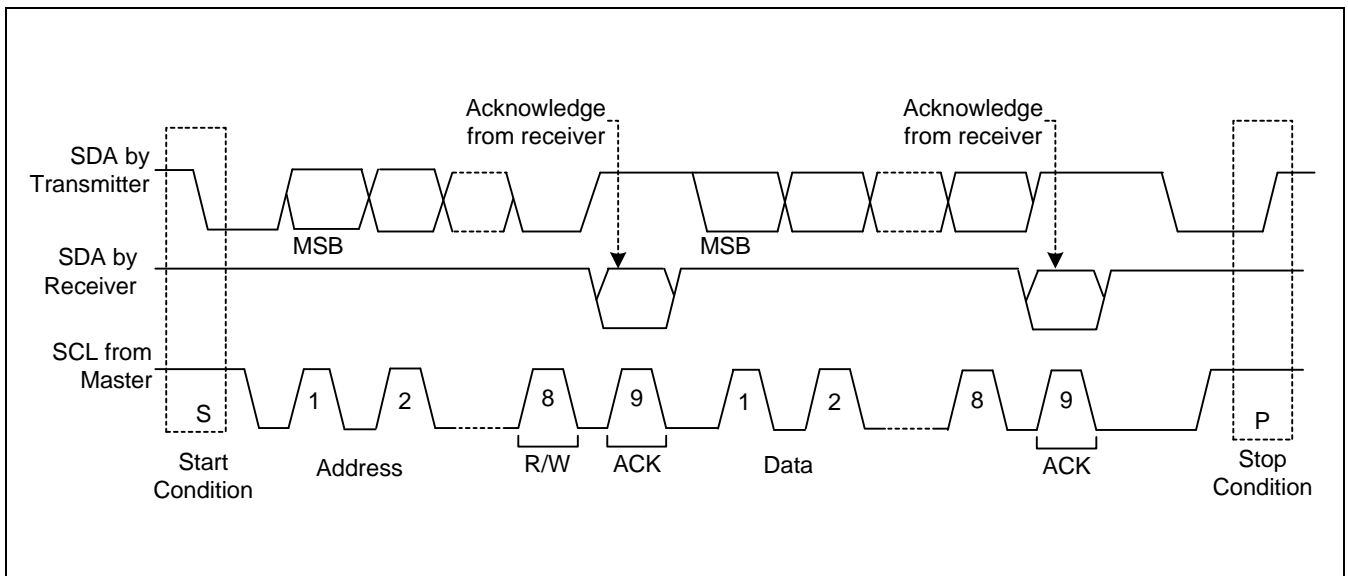 Acknowledge
from receiver
Acknowledge
from receiver
SDA by
Transmitter
MSB
MSB
SDA by
Receiver
SCL from
Master
S
1
2
8
9
1
2
8
9
P
Start
Condition
Address
R/W
ACK
Data
ACK
Stop
Condition